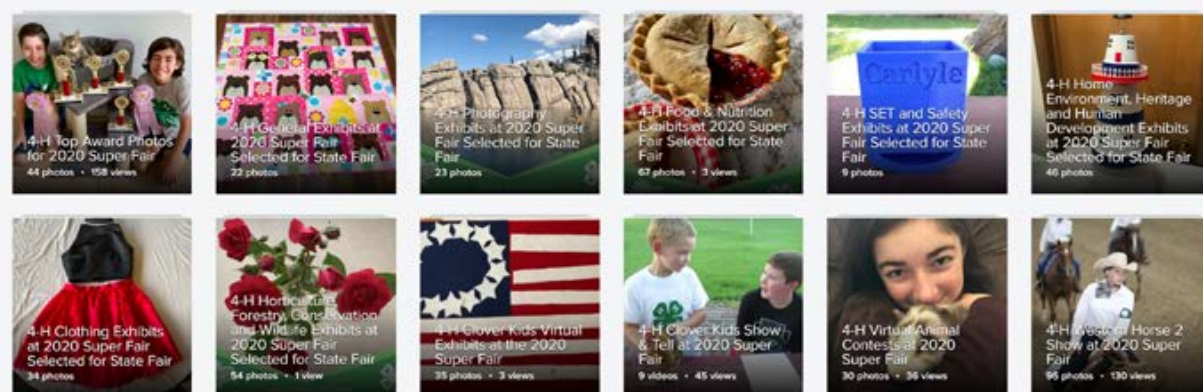 Carlyle
4-H Top Award Photos
for 2020 Super Fair
44 photos • 158 views
4-H General Exhibits at
2020 Super Fair
Selected for State Fair
22 photos
4-H Photography
Exhibits at 2020 Super
Fair Selected for State
Fair
23 photos
4-H Food & Nutrition
Exhibits at 2020 Super
Fair Selected for State
Fair
67 photos • 3 views
4-H SET and Safety
Exhibits at 2020 Super
Fair Selected for State
Fair
9 photos
4-H Home
Environment, Heritage
and Human
Development Exhibits
at 2020 Super Fair
Selected for State Fair
46 photos
4-H Clothing Exhibits
at 2020 Super Fair
Selected for State Fair
34 photos
4-H Horticulture,
Forestry, Conservation
and Wildlife Exhibits at
2020 Super Fair
Selected for State Fair
54 photos • 1 view
4-H Clover Kids Virtual
Exhibits at the 2020
Super Fair
35 photos • 3 views
4-H Clover Kids Show
& Tell at 2020 Super
Fair
9 videos • 45 views
4-H Virtual Animal
Contests at 2020
Super Fair
30 photos • 36 views
4-H Western Horse 2
Show at 2020 Super
Fair
95 photos • 130 views